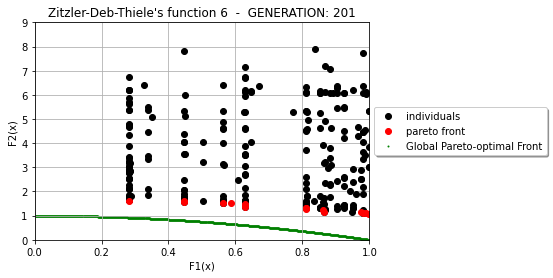 Zitzler-Deb-Thiele's function 6 - GENERATION: 201
9
8
7
6
5
4
3
2
1
0
F2(x)
0.0 0.2 0.4 0.6 0.8 1.0
F1(x)
individuals
pareto front
Global Pareto-optimal Front